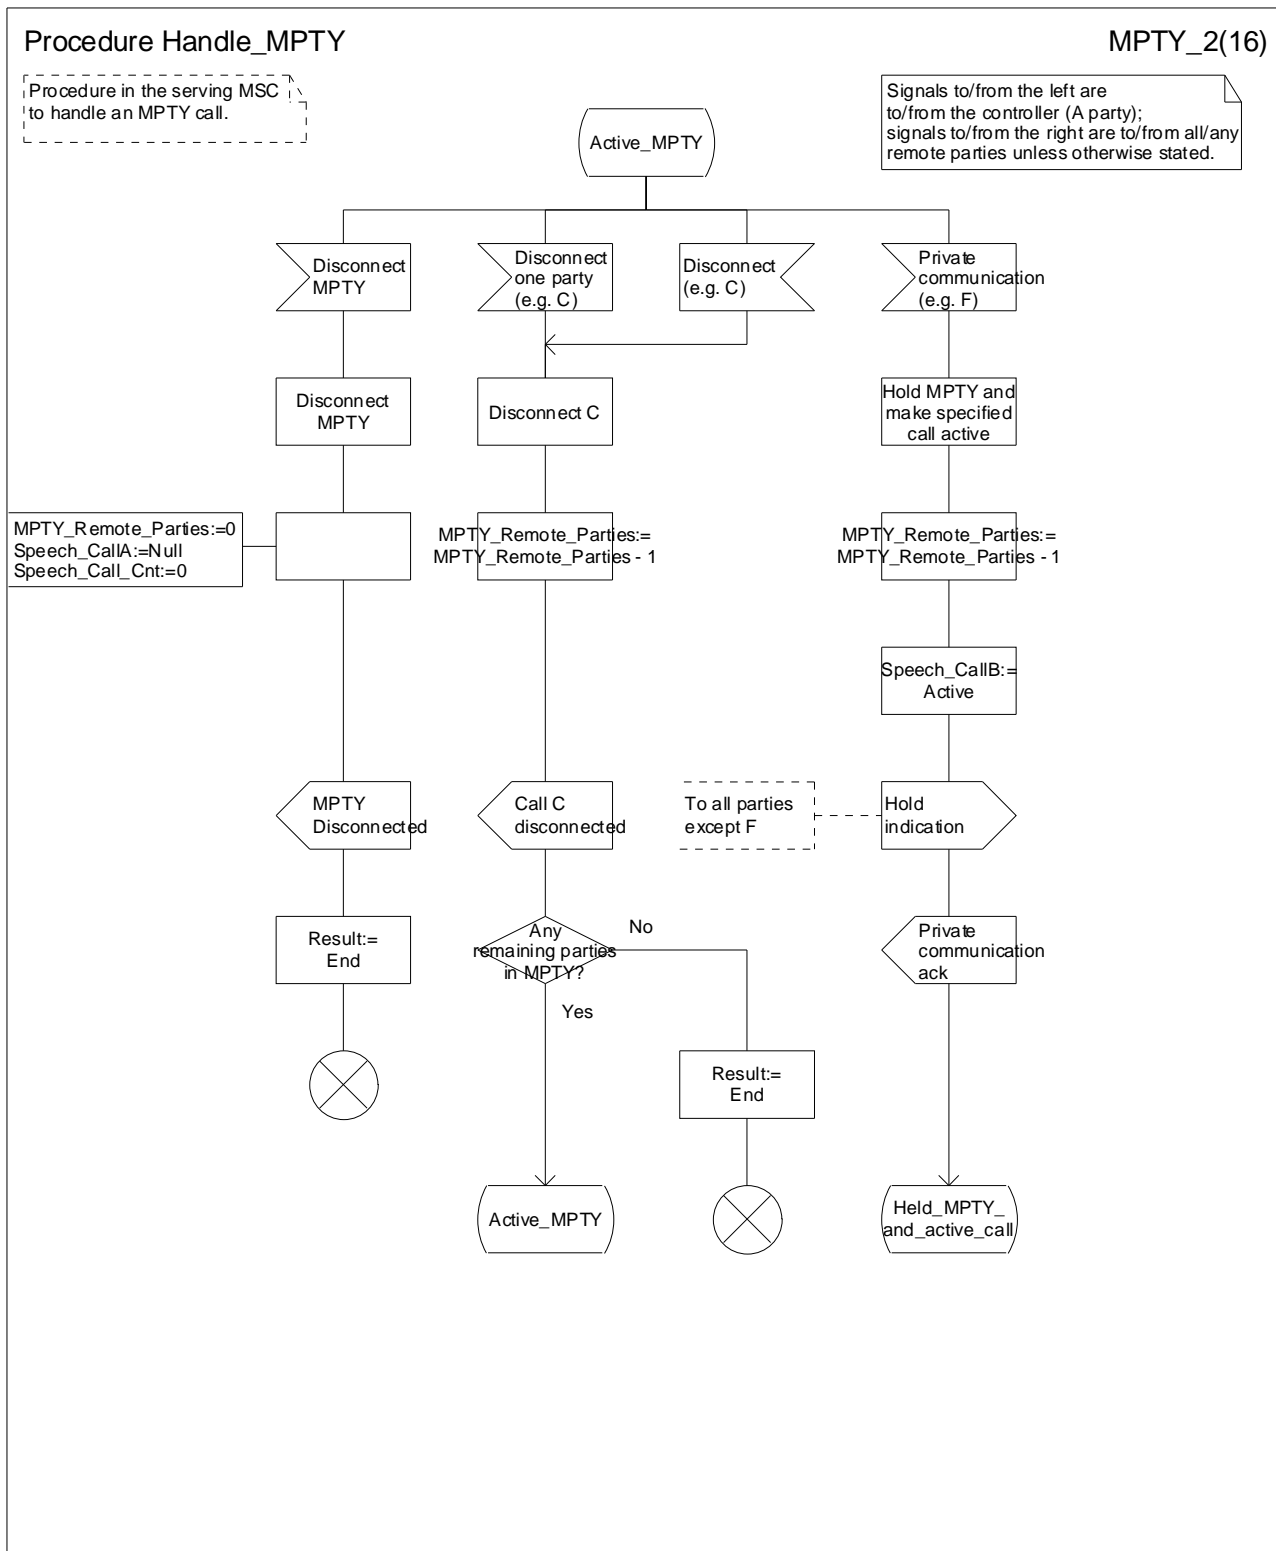 Procedure Handle_MPTY
MPTY_2(16)
Procedure in the serving MSC
to handle an MPTY call.
Signals to/from the left are
to/from the controller (A party);
signals to/from the right are to/from all/any
remote parties unless otherwise stated.
Active_MPTY
Disconnect
MPTY
Disconnect
one party
(e.g. C)
Disconnect
(e.g. C)
Private
communication
(e.g. F)
Disconnect
MPTY
Disconnect C
Hold MPTY and
make specified
call active
MPTY_Remote_Parties:=0
Speech_CallA:=Null
Speech_Call_Cnt:=0
MPTY_Remote_Parties:=
MPTY_Remote_Parties - 1
MPTY_Remote_Parties:=
MPTY_Remote_Parties - 1
Speech_CallB:=
Active
MPTY
Disconnected
Call C
disconnected
To all parties
except F
Hold
indication
Result:=
End
Any
remaining parties
in MPTY?
No
Yes
Private
communication
ack
Result:=
End
Active_MPTY
Held_MPTY_
and_active_call